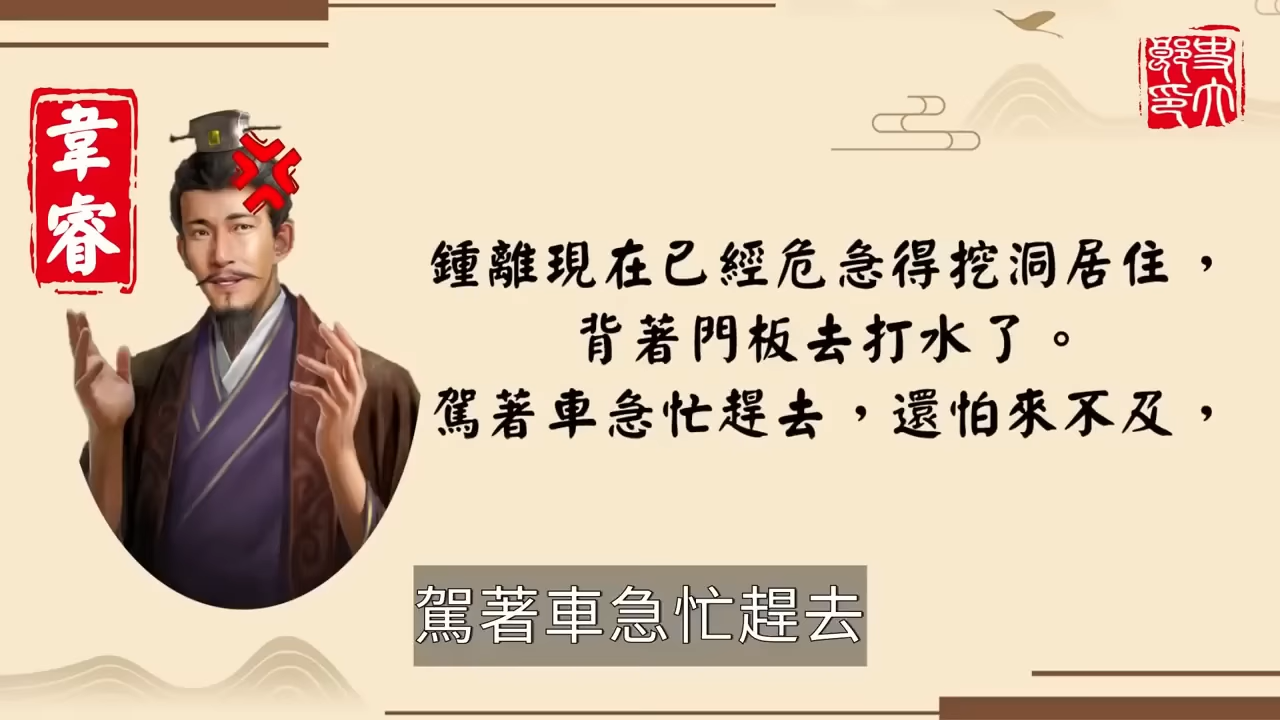 韋睿
鍾離現在已經危急得挖洞居住，
背著門板去打水了。
駕著車急忙趕去，還怕來不及，
駕著車急忙趕去